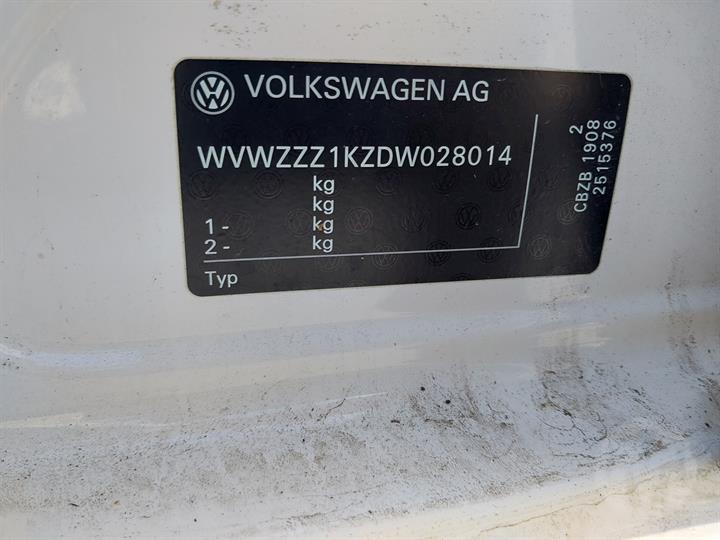 VOLKSWAGEN AG
WVWZZZ1KZDW028014
kg
kg
1 - kg
2 - kg
Typ
2
CBZB 1908
2515376